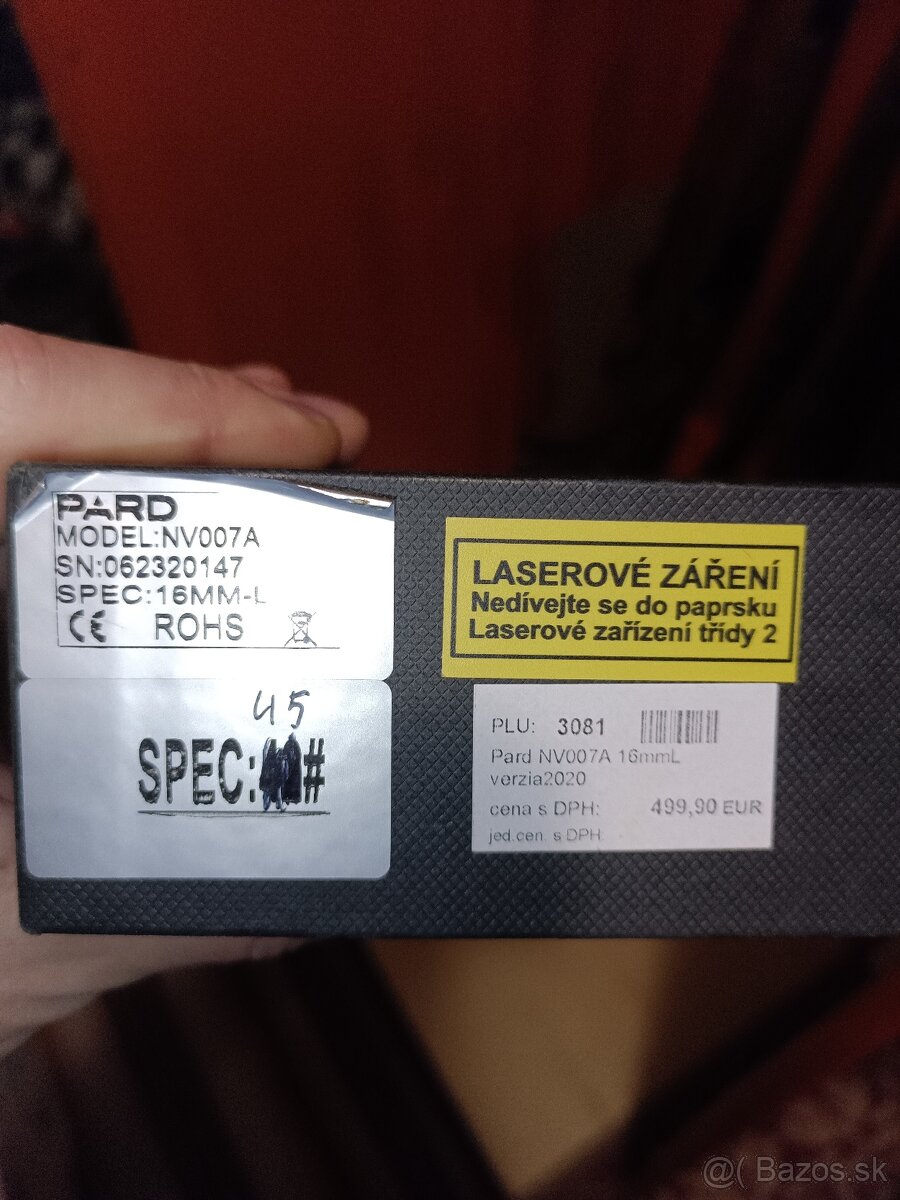 PARD
MODEL:NV007A
SN:062320147
SPEC:16MM-L
CE ROHS
45
SPEC: #
LASEROVÉ ZÁŘENÍ
Nedívejte se do paprsku
Laserové zařízení třídy 2
PLU: 3081
Pard NV007A 16mmL
verzia2020
cena s DPH: 499,90 EUR
jed.cen. s DPH:
@( Bazos.sk